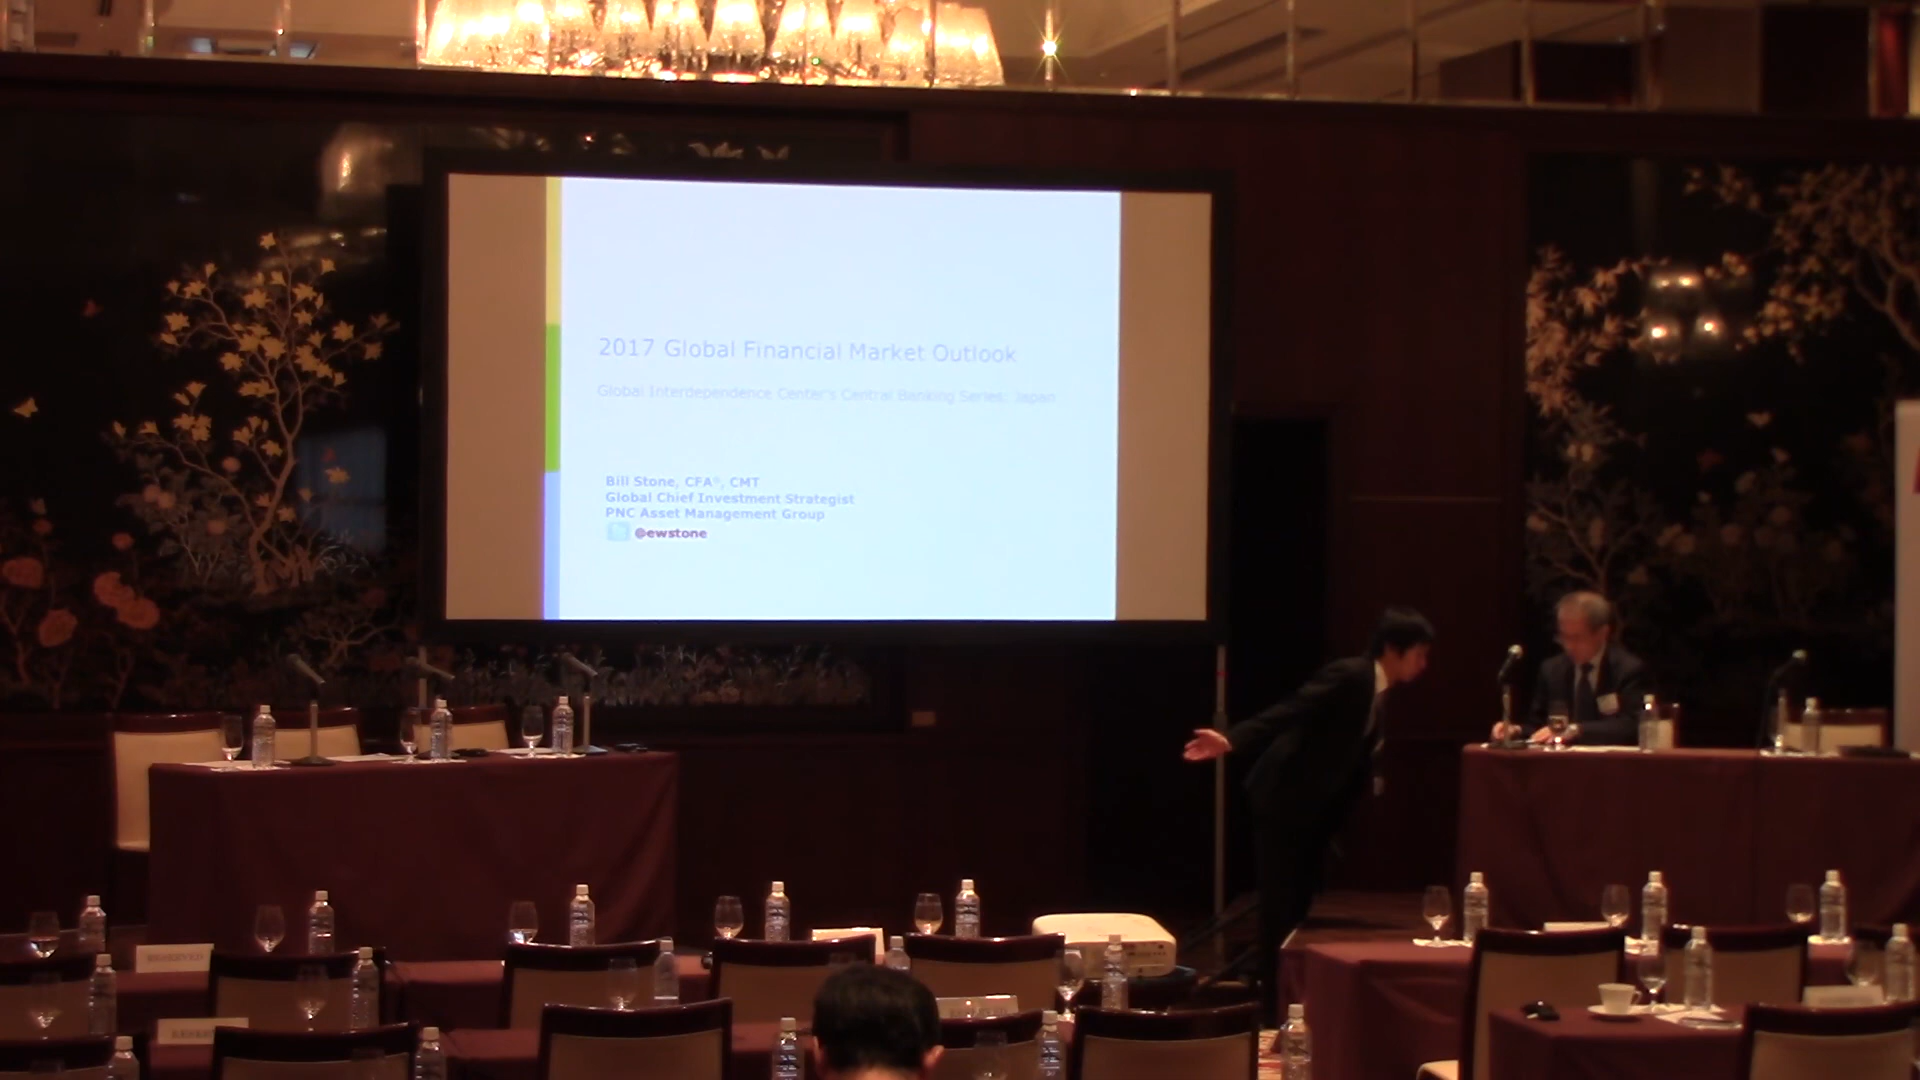 2017 Global Financial Market Outlook
Global Interdependence Center's Central Banking Series: Japan
Bill Stone, CFA®, CMT
Global Chief Investment Strategist
PNC Asset Management Group
@ewstone
RESERVED